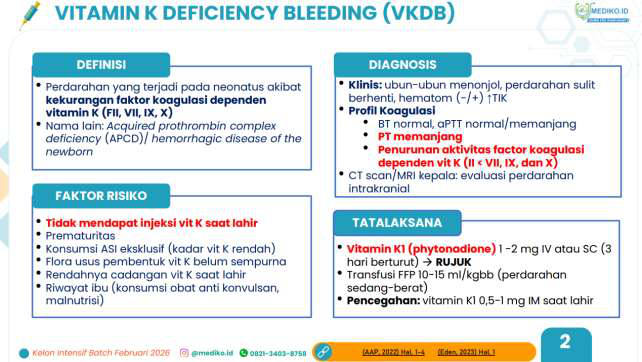 VITAMIN K DEFICIENCY BLEEDING (VKDB)
MEDIKO.ID
DEFINISI
• Perdarahan yang terjadi pada neonatus akibat
kekurangan faktor koagulasi dependen
vitamin K (FII, VII, IX, X)
• Nama lain: Acquired prothrombin complex
deficiency (APCD)/ hemorrhagic disease of the
newborn
FAKTOR RISIKO
• Tidak mendapat injeksi vit K saat lahir
• Prematuritas
• Konsumsi ASI eksklusif (kadar vit K rendah)
• Flora usus pembentuk vit K belum sempurna
• Rendahnya cadangan vit K saat lahir
• Riwayat ibu (konsumsi obat anti konvulsan,
malnutrisi)
DIAGNOSIS
• Klinis: ubun-ubun menonjol, perdarahan sulit
berhenti, hematom (-/+) ↑TIK
• Profil Koagulasi
• BT normal, aPTT normal/memanjang
• PT memanjang
• Penurunan aktivitas factor koagulasi
dependen vit K (II < VII, IX, dan X)
• CT scan/MRI kepala: evaluasi perdarahan
intrakranial
TATALAKSANA
• Vitamin K1 (phytonadione) 1 -2 mg IV atau SC (3
hari berturut) → RUJUK
• Transfusi FFP 10-15 ml/kgbb (perdarahan
sedang-berat)
• Pencegahan: vitamin K1 0,5-1 mg IM saat lahir
Kelon Intensif Batch Februari 2026
@mediko.id
0821-3403-8758
(AAP, 2022) Hal. 1-4
(Eden, 2023) Hal. 1
2